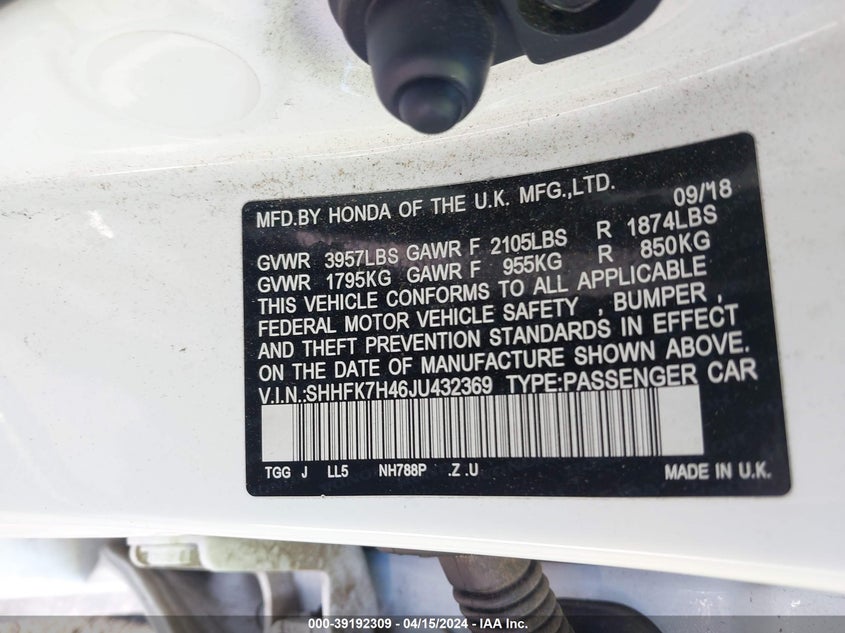 MFD.BY HONDA OF THE U.K. MFG.,LTD. 09/18
GVWR 3957LBS GAWR F 2105LBS R 1874LBS
GVWR 1795KG GAWR F 955KG R 850KG
THIS VEHICLE CONFORMS TO ALL APPLICABLE
FEDERAL MOTOR VEHICLE SAFETY , BUMPER ,
AND THEFT PREVENTION STANDARDS IN EFFECT
ON THE DATE OF MANUFACTURE SHOWN ABOVE.
V.I.N.:SHHFK7H46JU432369 TYPE:PASSENGER CAR
TGG J LL5 NH788P .Z .U MADE IN U.K.
000-39192309 - 04/15/2024 - IAA Inc.